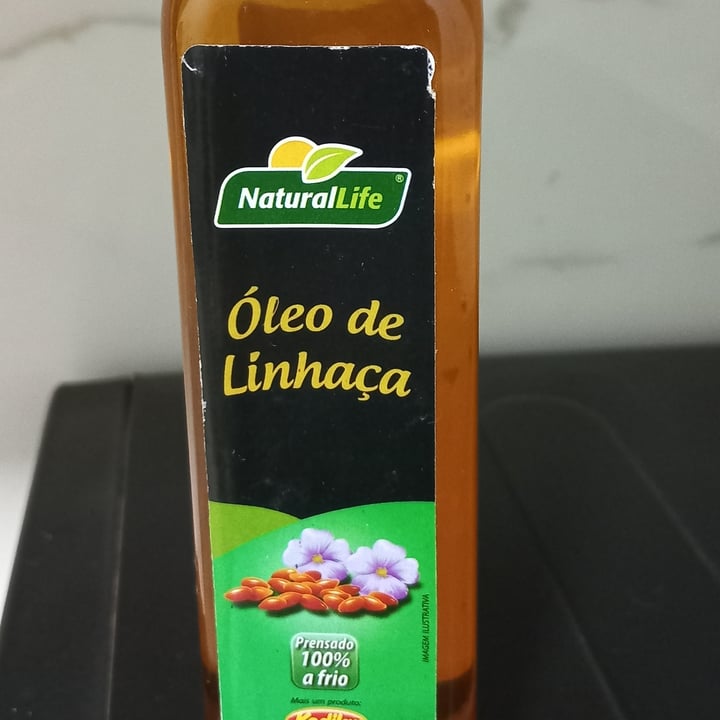 NaturalLife®
Óleo de
Linhaça
IMAGEM ILUSTRATIVA
Prensado
100%
a frio
Mais um produto: